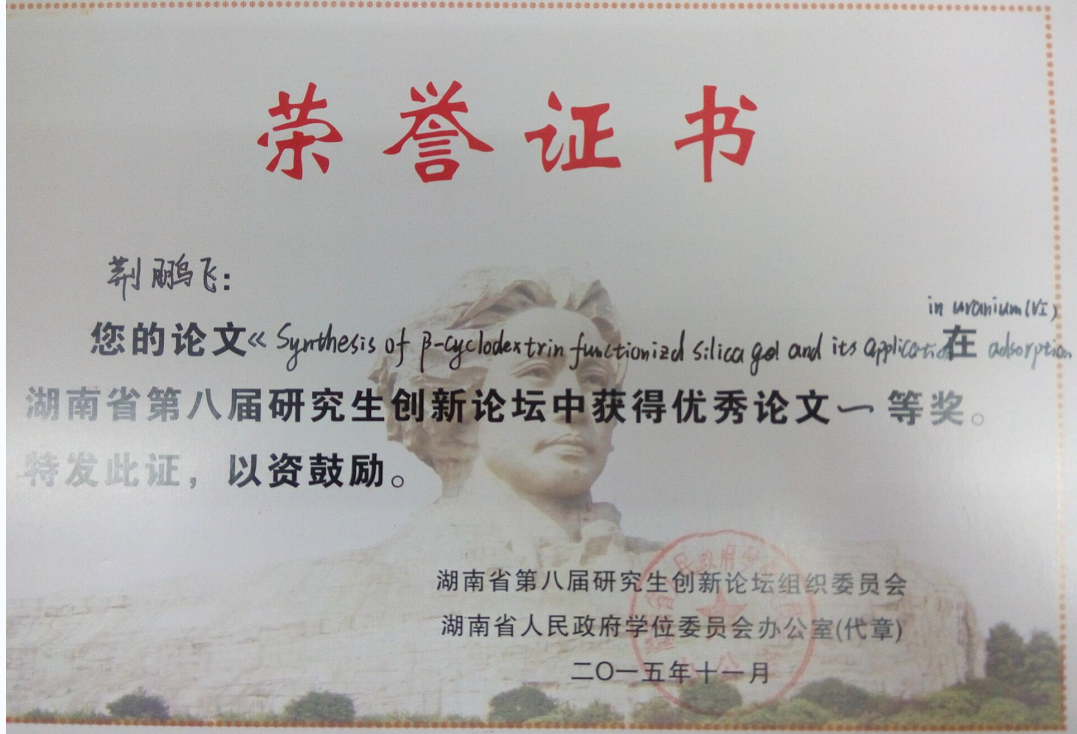 荣誉证书
荆鹏飞:
in uranium(VI)
您的论文《Synthesis of β-cyclodextrin functionized silica gel and its application在 adsorption
湖南省第八届研究生创新论坛中获得优秀论文一等奖。
特发此证，以资鼓励。
湖南省第八届研究生创新论坛组织委员会
湖南省人民政府学位委员会办公室(代章)
二〇一五年十一月